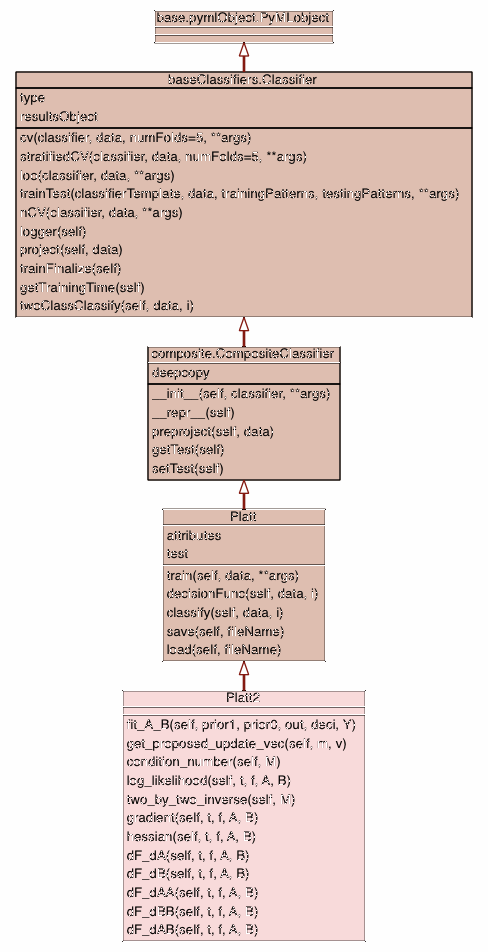 base.pymlObject.PyMLobject
baseClassifiers.Classifier
type
resultsObject
cv(classifier, data, numFolds=5, **args)
stratifiedCV(classifier, data, numFolds=5, **args)
loo(classifier, data, **args)
trainTest(classifierTemplate, data, trainingPatterns, testingPatterns, **args)
nCV(classifier, data, **args)
logger(self)
project(self, data)
trainFinalize(self)
getTrainingTime(self)
twoClassClassify(self, data, i)
composite.CompositeClassifier
deepcopy
__init__(self, classifier, **args)
__repr__(self)
preproject(self, data)
getTest(self)
setTest(self)
Platt
attributes
test
train(self, data, **args)
decisionFunc(self, data, i)
classify(self, data, i)
save(self, fileName)
load(self, fileName)
Platt2
fit_A_B(self, prior1, prior0, out, deci, Y)
get_proposed_update_vec(self, m, v)
condition_number(self, M)
log_likelihood(self, t, f, A, B)
two_by_two_inverse(self, M)
gradient(self, t, f, A, B)
hessian(self, t, f, A, B)
dF_dA(self, t, f, A, B)
dF_dB(self, t, f, A, B)
dF_dAA(self, t, f, A, B)
dF_dBB(self, t, f, A, B)
dF_dAB(self, t, f, A, B)